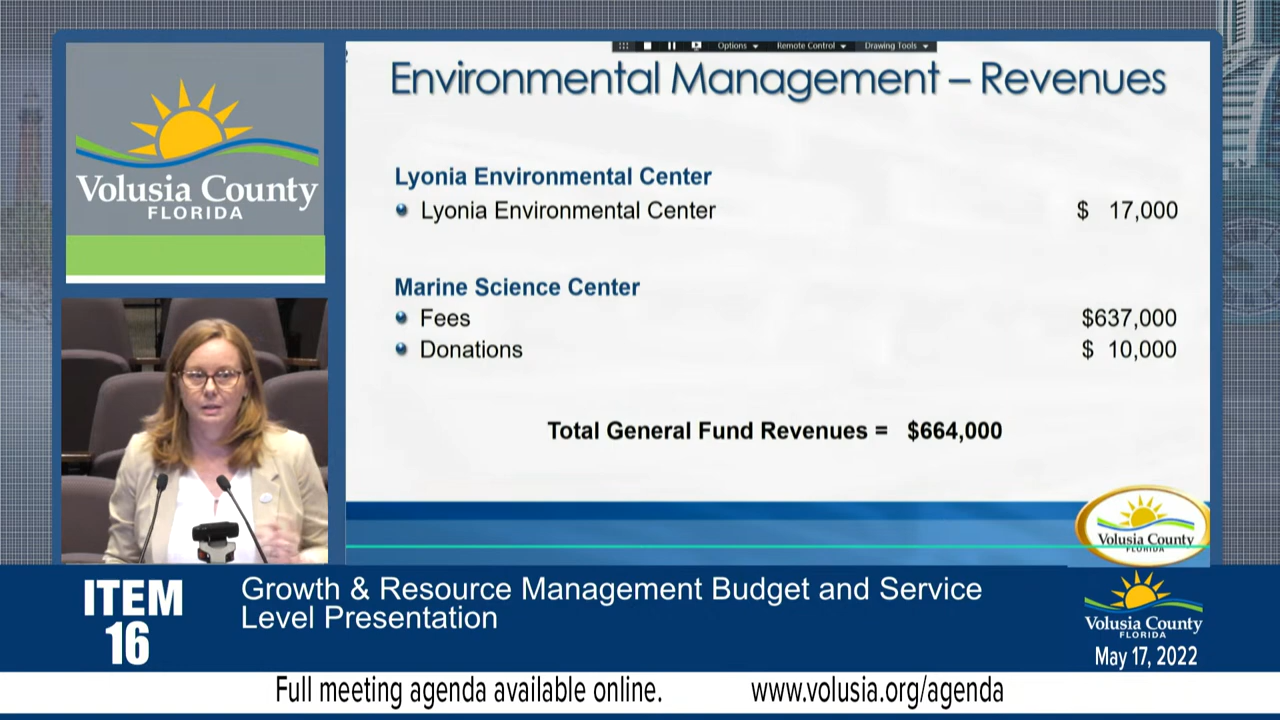 Volusia County
FLORIDA
Options
Remote Control
Drawing Tools
Environmental Management – Revenues
Lyonia Environmental Center
Lyonia Environmental Center $ 17,000
Marine Science Center
Fees $637,000
Donations $ 10,000
Total General Fund Revenues = $664,000
Volusia County
FLORIDA
ITEM
16
Growth & Resource Management Budget and Service
Level Presentation
Volusia County
FLORIDA
May 17, 2022
Full meeting agenda available online. www.volusia.org/agenda